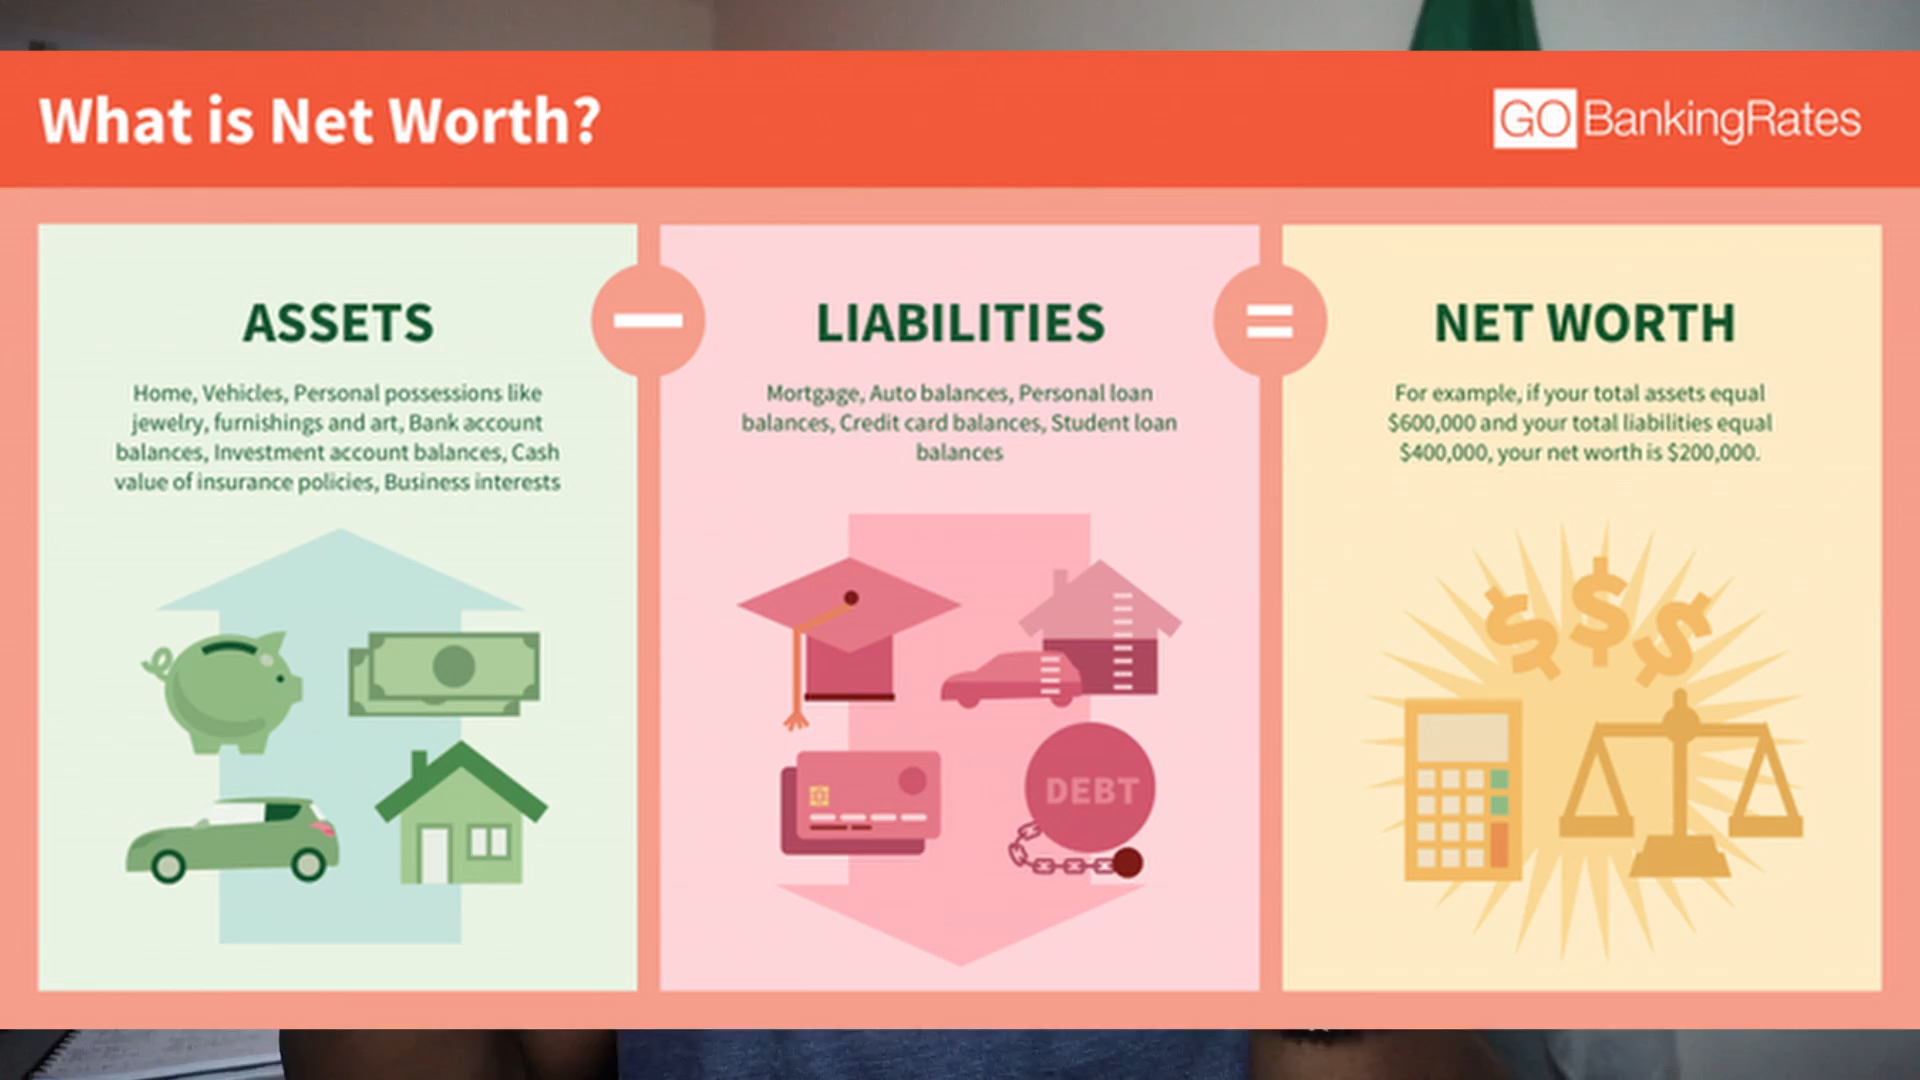 What is Net Worth?
GOBankingRates
ASSETS
Home, Vehicles, Personal possessions like
jewelry, furnishings and art, Bank account
balances, Investment account balances, Cash
value of insurance policies, Business interests
—
LIABILITIES
Mortgage, Auto balances, Personal loan
balances, Credit card balances, Student loan
balances
DEBT
=
NET WORTH
For example, if your total assets equal
$600,000 and your total liabilities equal
$400,000, your net worth is $200,000.
$ $ $